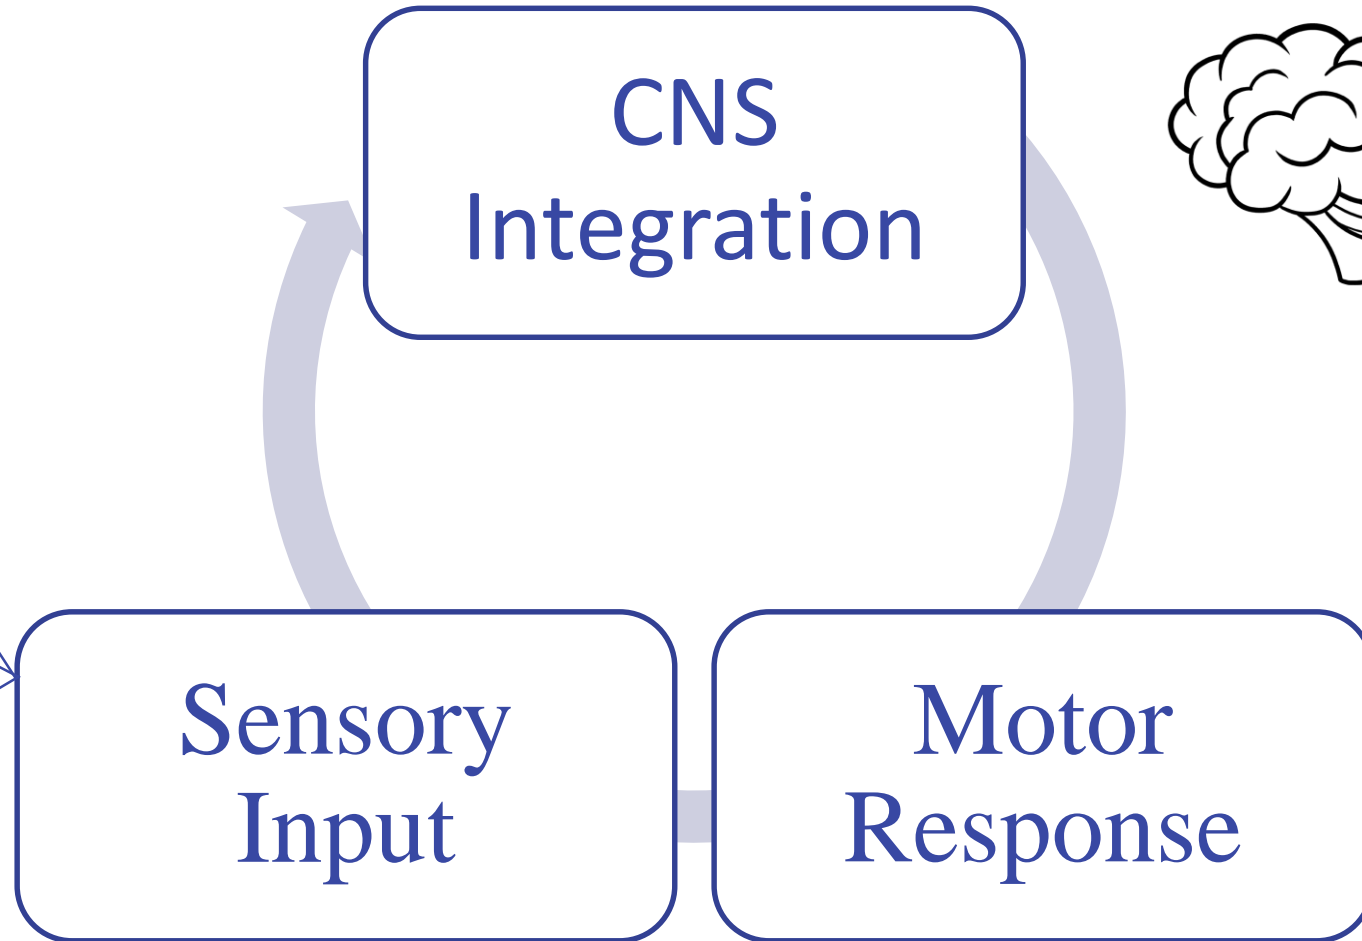 CNS
Integration
Sensory
Input
Motor
Response